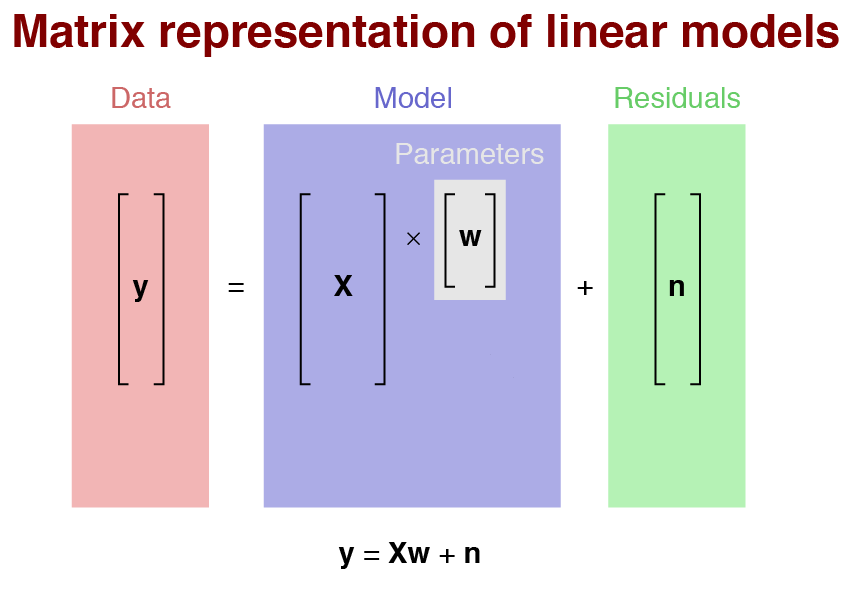 Matrix representation of linear models
Data
Model
Residuals
Parameters
y = X × w + n
y = Xw + n